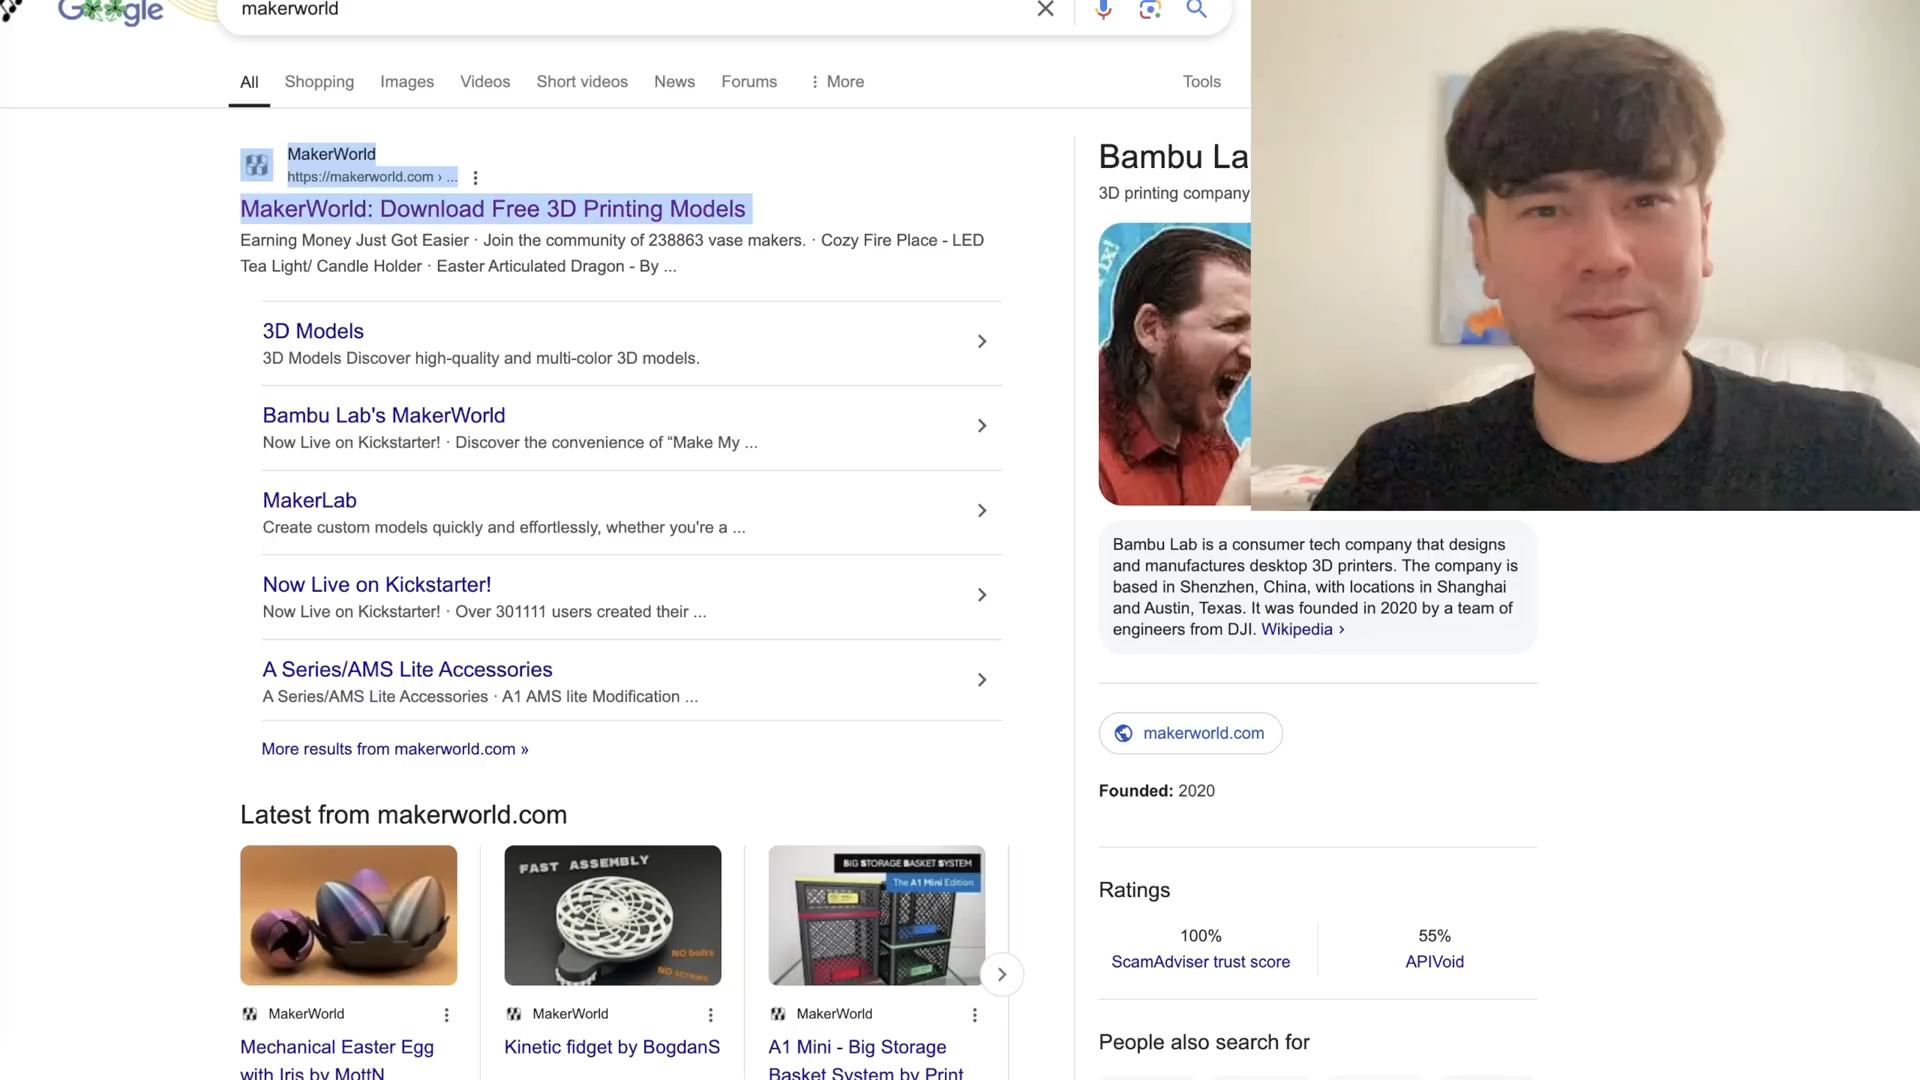 Google
makerworld
All
Shopping
Images
Videos
Short videos
News
Forums
More
Tools
MakerWorld
https://makerworld.com › ...
MakerWorld: Download Free 3D Printing Models
Earning Money Just Got Easier · Join the community of 238863 vase makers. · Cozy Fire Place - LED
Tea Light/ Candle Holder · Easter Articulated Dragon - By ...
3D Models
3D Models Discover high-quality and multi-color 3D models.
Bambu Lab's MakerWorld
Now Live on Kickstarter! · Discover the convenience of “Make My ...
MakerLab
Create custom models quickly and effortlessly, whether you're a ...
Now Live on Kickstarter!
Now Live on Kickstarter! · Over 301111 users created their ...
A Series/AMS Lite Accessories
A Series/AMS Lite Accessories · A1 AMS lite Modification ...
More results from makerworld.com »
Latest from makerworld.com
FAST ASSEMBLY
NO bolts
NO screws
BIG STORAGE BASKET SYSTEM
The A1 Mini Edition
MakerWorld
Mechanical Easter Egg
with Iris by MottN
MakerWorld
Kinetic fidget by BogdanS
MakerWorld
A1 Mini - Big Storage
Basket System by Print
Bambu La
3D printing company
Bambu Lab is a consumer tech company that designs
and manufactures desktop 3D printers. The company is
based in Shenzhen, China, with locations in Shanghai
and Austin, Texas. It was founded in 2020 by a team of
engineers from DJI. Wikipedia ›
makerworld.com
Founded: 2020
Ratings
100%
ScamAdviser trust score
55%
APIVoid
People also search for